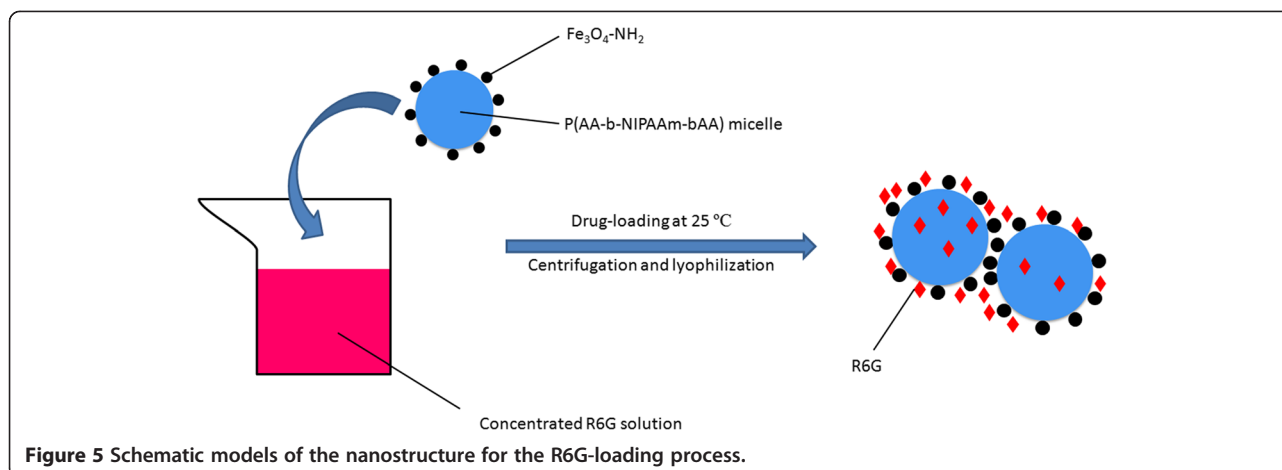 Fe₃O₄-NH₂
P(AA-b-NIPAAm-bAA) micelle
Drug-loading at 25 ℃
Centrifugation and lyophilization
R6G
Concentrated R6G solution
Figure 5 Schematic models of the nanostructure for the R6G-loading process.